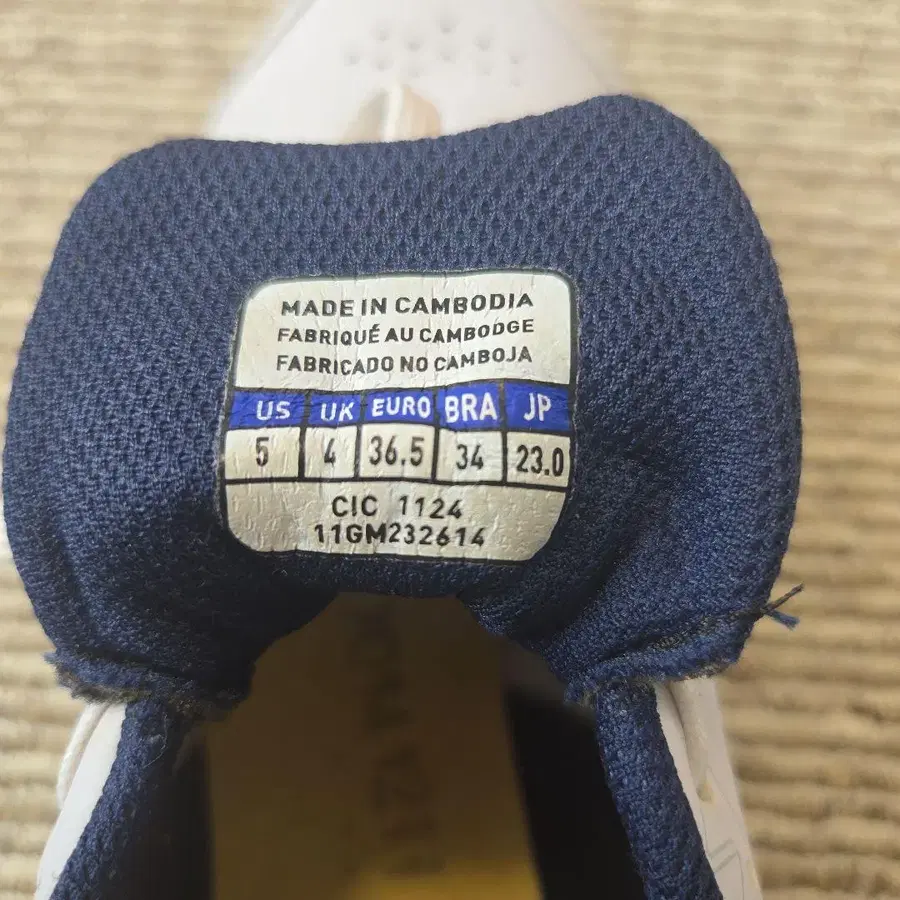 MADE IN CAMBODIA
FABRIQUÉ AU CAMBODGE
FABRICADO NO CAMBOJA
US UK EURO BRA JP
5 4 36.5 34 23.0
CIC 1124
11GM232614